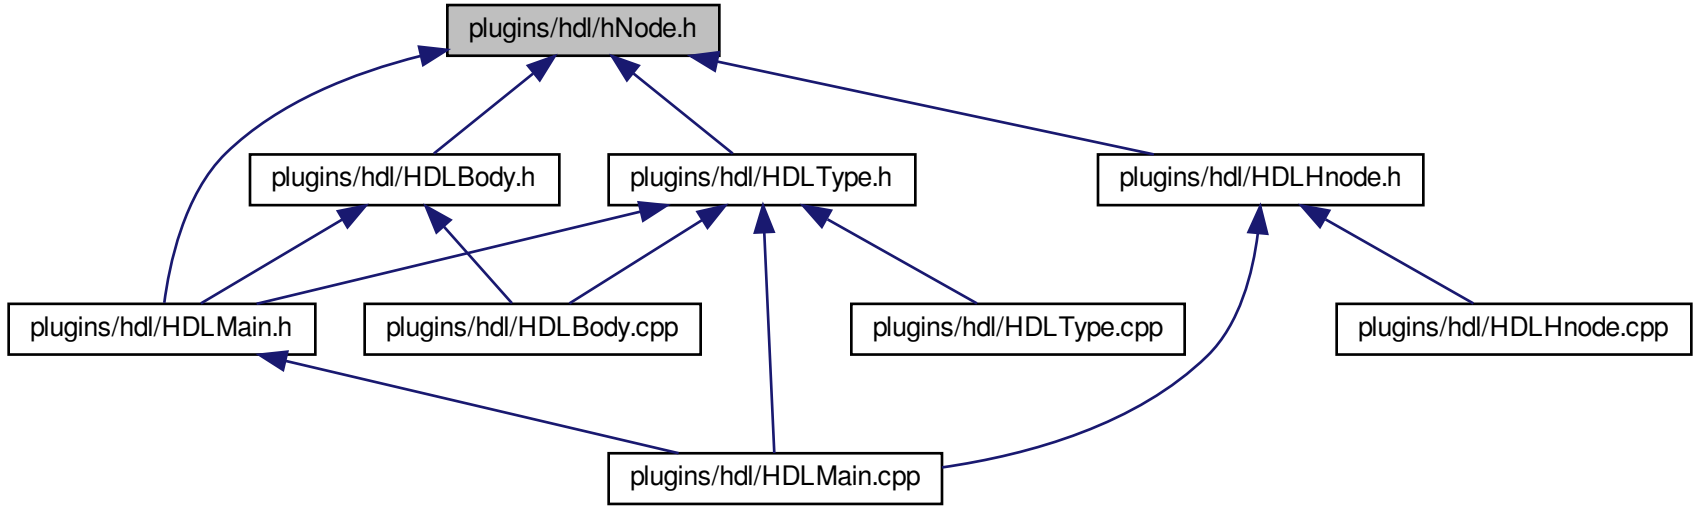 plugins/hdl/hNode.h
plugins/hdl/HDLBody.h
plugins/hdl/HDLType.h
plugins/hdl/HDLHnode.h
plugins/hdl/HDLMain.h
plugins/hdl/HDLBody.cpp
plugins/hdl/HDLType.cpp
plugins/hdl/HDLHnode.cpp
plugins/hdl/HDLMain.cpp